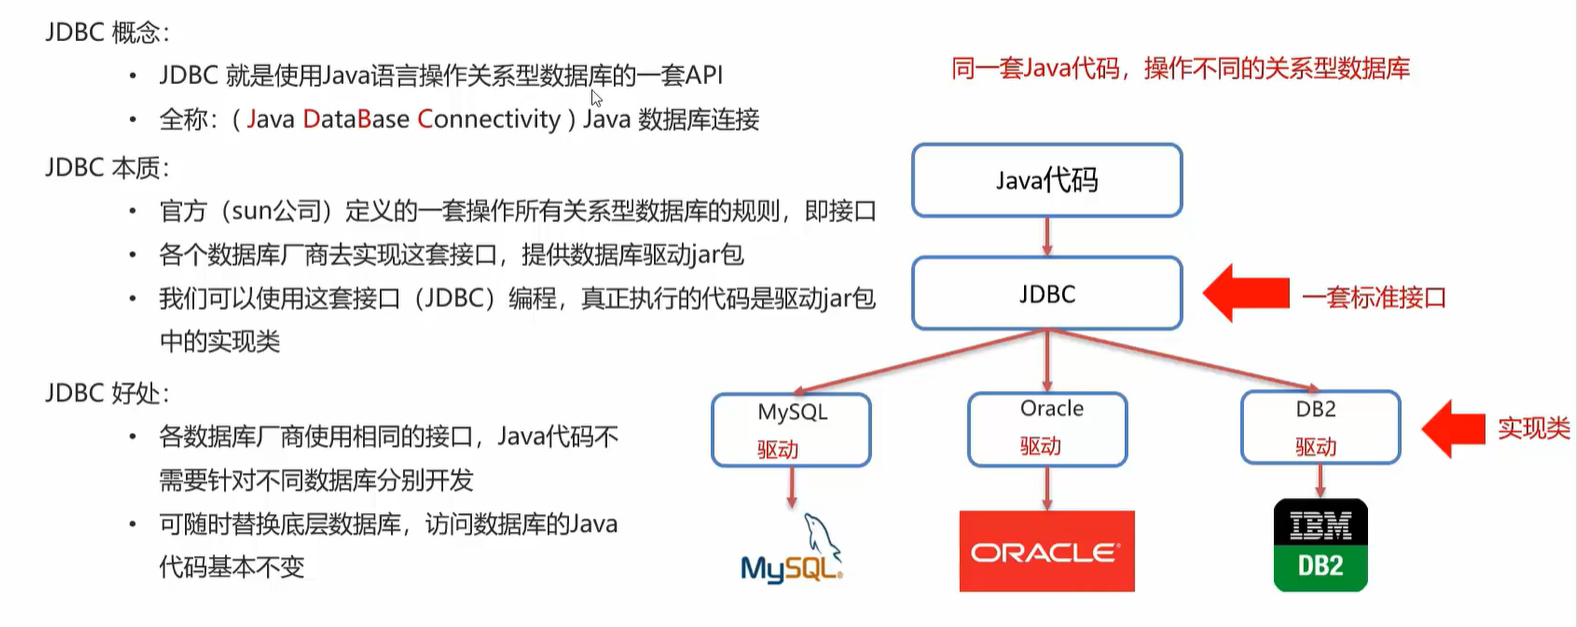 JDBC 概念：
• JDBC 就是使用Java语言操作关系型数据库的一套API
• 全称：( Java DataBase Connectivity ) Java 数据库连接
JDBC 本质：
• 官方（sun公司）定义的一套操作所有关系型数据库的规则，即接口
• 各个数据库厂商去实现这套接口，提供数据库驱动jar包
• 我们可以使用这套接口（JDBC）编程，真正执行的代码是驱动jar包
中的实现类
JDBC 好处：
• 各数据库厂商使用相同的接口，Java代码不
需要针对不同数据库分别开发
• 可随时替换底层数据库，访问数据库的Java
代码基本不变
同一套Java代码，操作不同的关系型数据库
Java代码
JDBC
一套标准接口
MySQL
驱动
Oracle
驱动
DB2
驱动
实现类
MySQL®
ORACLE®
IBM
DB2